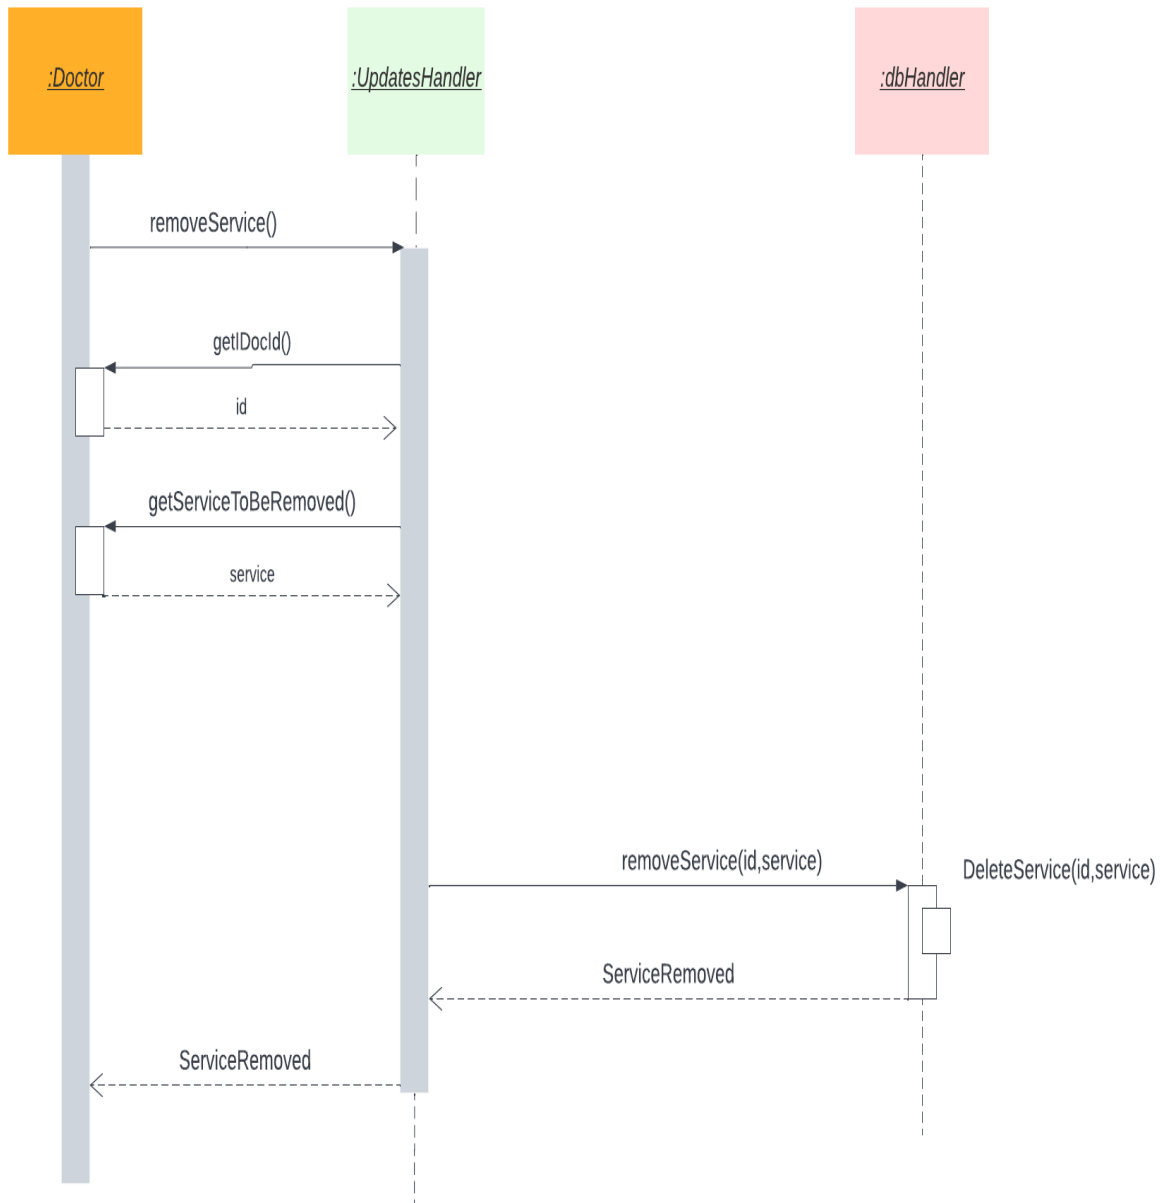 :Doctor
:UpdatesHandler
:dbHandler
removeService()
getIDocId()
id
getServiceToBeRemoved()
service
removeService(id,service)
DeleteService(id,service)
ServiceRemoved
ServiceRemoved